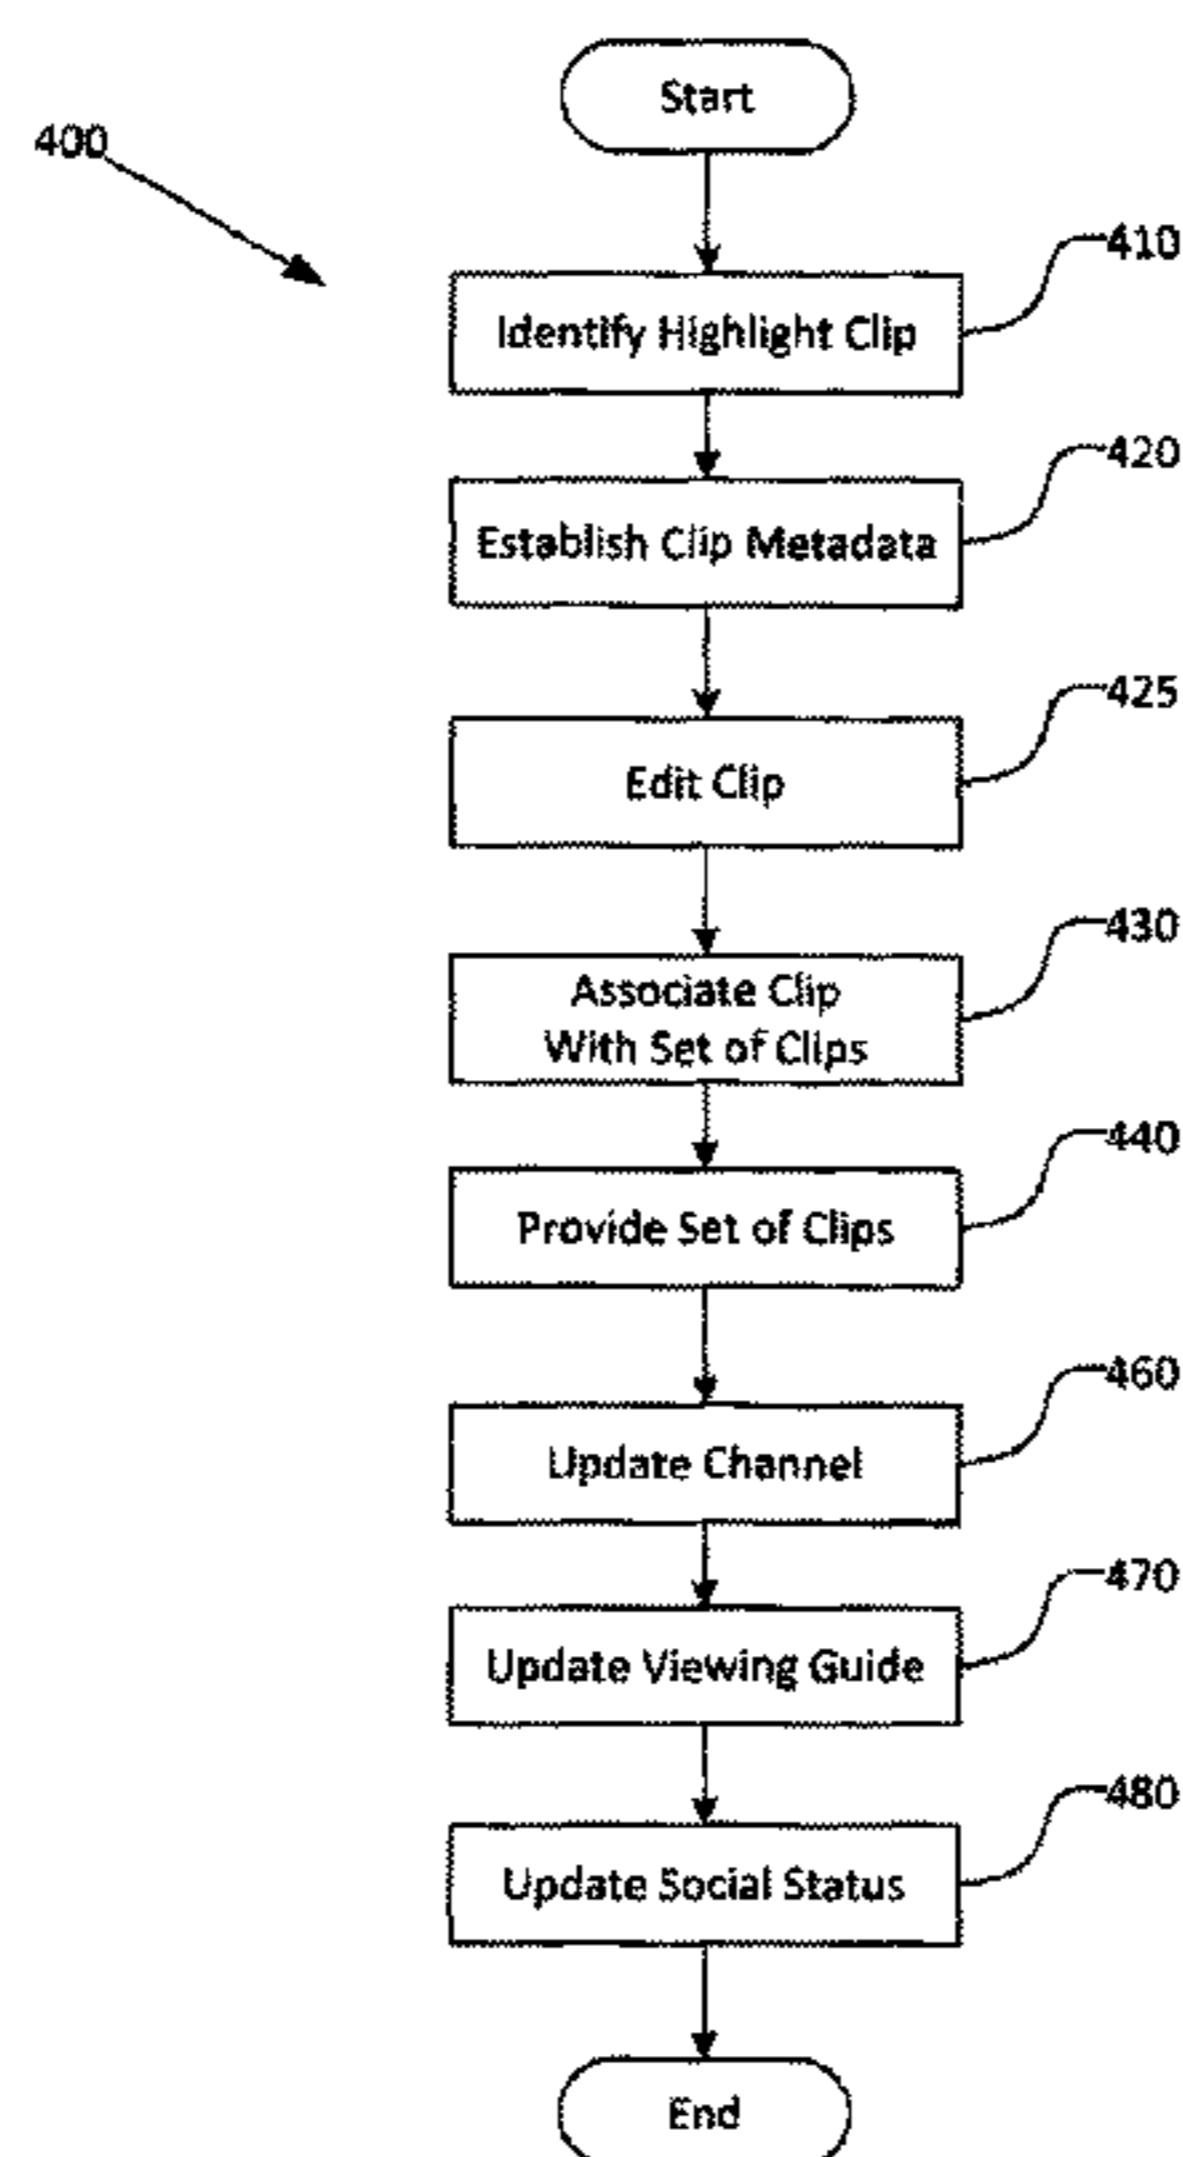 Start
400
410
Identify Highlight Clip
420
Establish Clip Metadata
425
Edit Clip
430
Associate Clip
With Set of Clips
440
Provide Set of Clips
460
Update Channel
470
Update Viewing Guide
480
Update Social Status
End